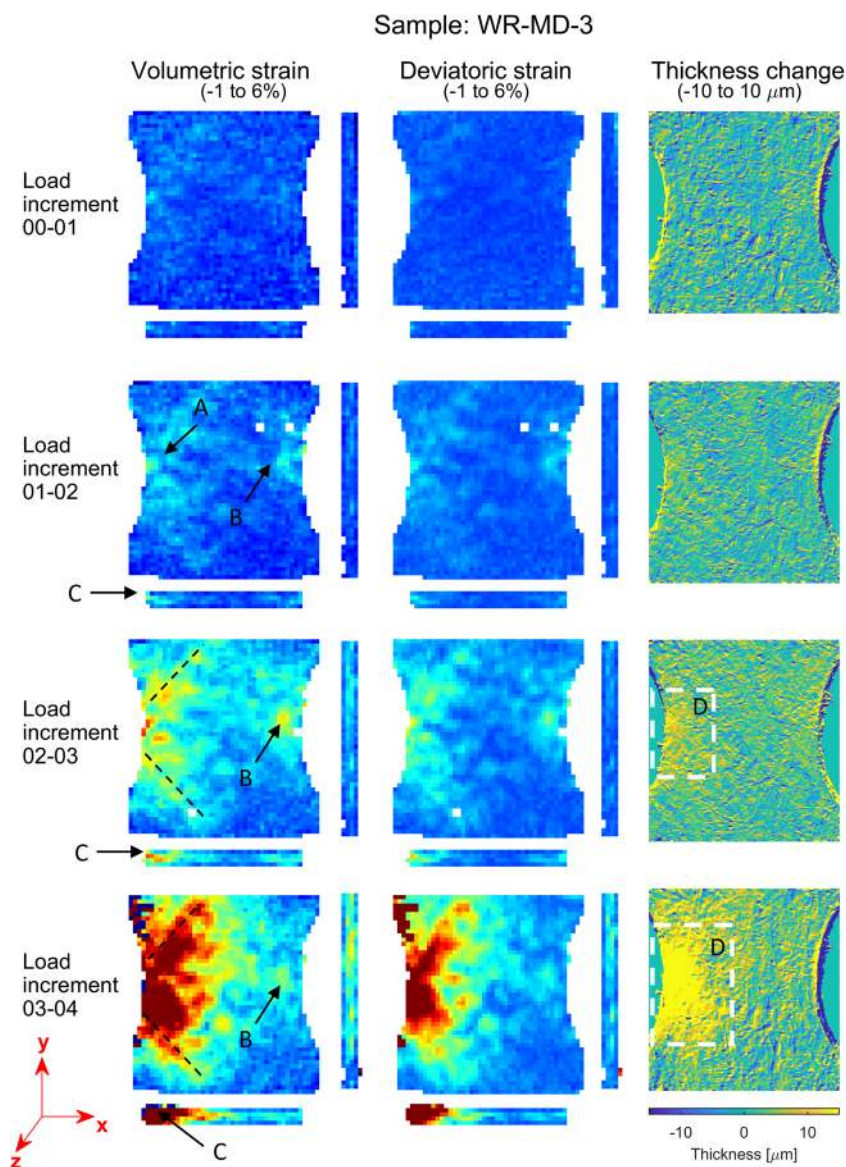 Sample: WR-MD-3
Volumetric strain
(-1 to 6%)
Deviatoric strain
(-1 to 6%)
Thickness change
(-10 to 10 μm)
Load
increment
00-01
Load
increment
01-02
A
B
C
Load
increment
02-03
B
C
D
Load
increment
03-04
B
C
D
y
x
z
-10 0 10
Thickness [μm]